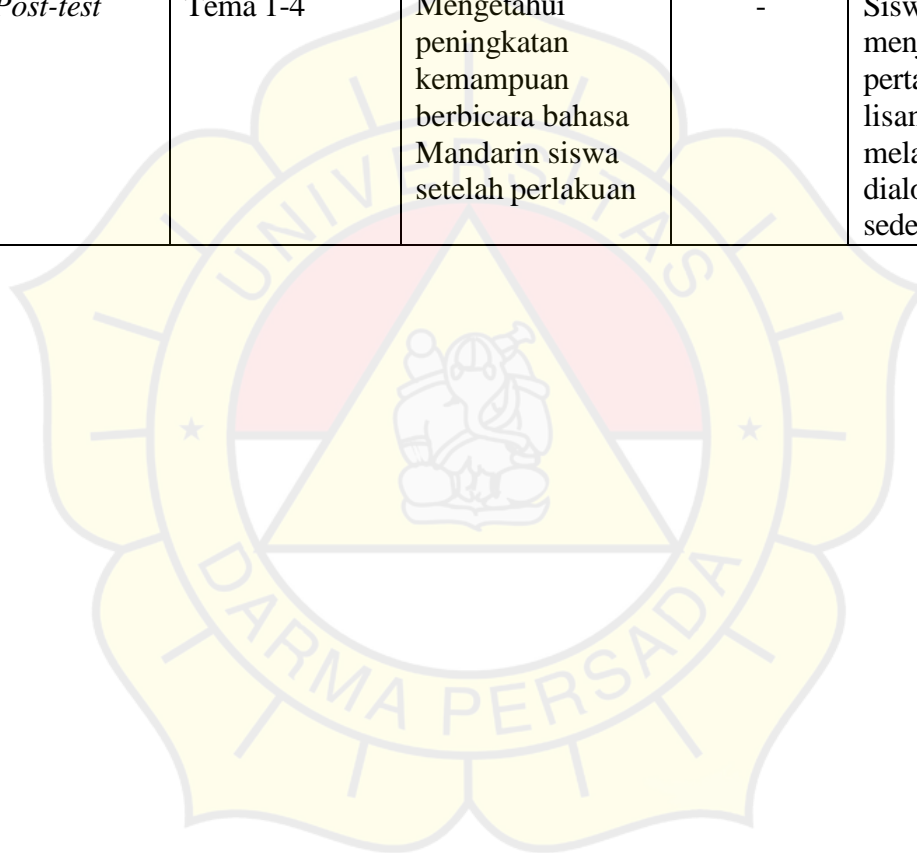 Post-test
Tema 1-4
Mengetahui
peningkatan
kemampuan
berbicara bahasa
Mandarin siswa
setelah perlakuan
-
UNIVERSITAS
DARMA PERSADA